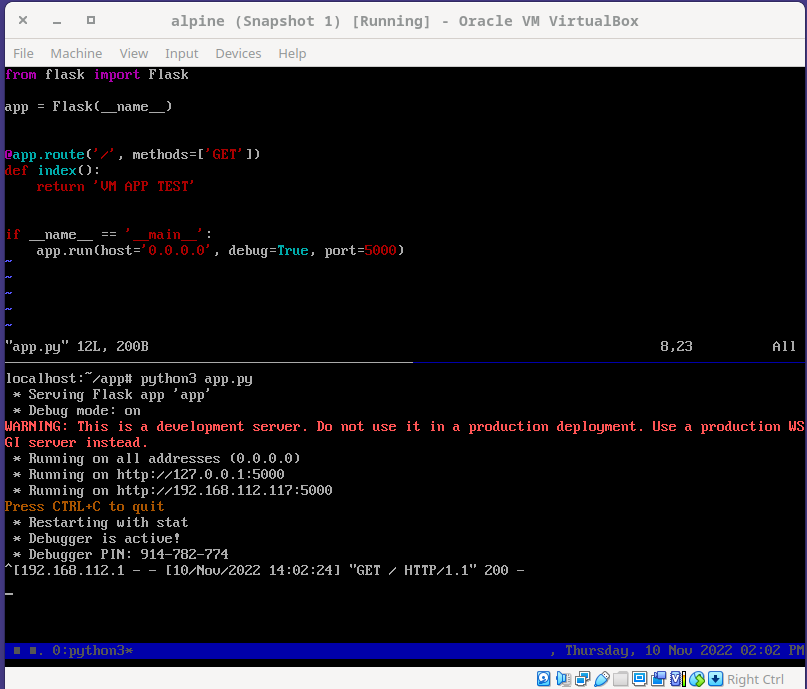 alpine (Snapshot 1) [Running] - Oracle VM VirtualBox
File Machine View Input Devices Help
from flask import Flask
app = Flask(__name__)
@app.route('/', methods=['GET'])
def index():
    return 'VM APP TEST'
if __name__ == '__main__':
    app.run(host='0.0.0.0', debug=True, port=5000)
~
~
~
~
~
"app.py" 12L, 200B 8,23 All
localhost:~/app# python3 app.py
 * Serving Flask app 'app'
 * Debug mode: on
WARNING: This is a development server. Do not use it in a production deployment. Use a production WS
GI server instead.
 * Running on all addresses (0.0.0.0)
 * Running on http://127.0.0.1:5000
 * Running on http://192.168.112.117:5000
Press CTRL+C to quit
 * Restarting with stat
 * Debugger is active!
 * Debugger PIN: 914-782-774
^[192.168.112.1 - - [10/Nov/2022 14:02:24] "GET / HTTP/1.1" 200 -
■ ■. 0:python3* , Thursday, 10 Nov 2022 02:02 PM
Right Ctrl